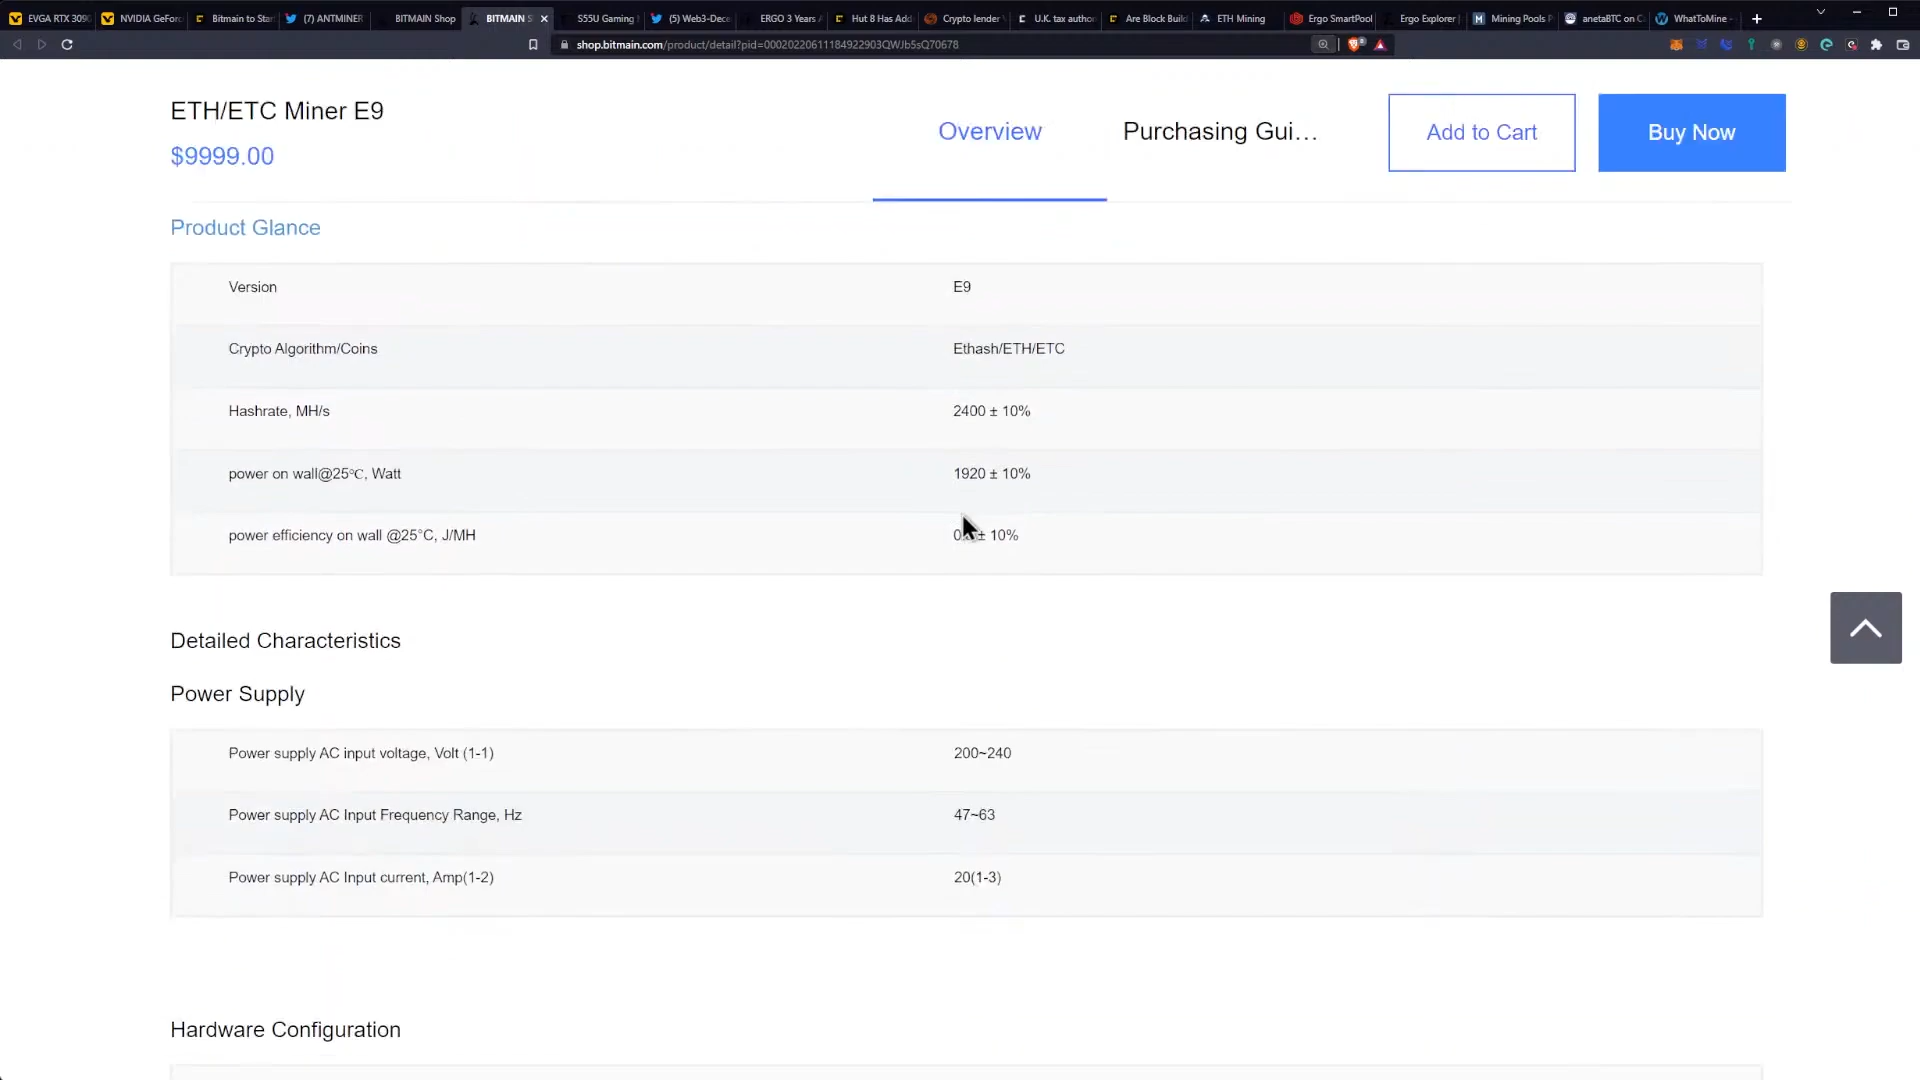 EVGA RTX 309
NVIDIA GeForc
Bitmain to Star
(7) ANTMINER
BITMAIN Shop
BITMAIN S
S55U Gaming
(5) Web3-Dece
ERGO 3 Years A
Hut 8 Has Add
Crypto lender
U.K. tax author
Are Block Build
ETH Mining
Ergo SmartPool
Ergo Explorer
Mining Pools P
anetaBTC on C
WhatToMine -
shop.bitmain.com/product/detail?pid=00020220611184922903QWJb5sQ70678
ETH/ETC Miner E9
$9999.00
Overview
Purchasing Gui…
Add to Cart
Buy Now
Product Glance
Version E9
Crypto Algorithm/Coins Ethash/ETH/ETC
Hashrate, MH/s 2400 ± 10%
power on wall@25℃, Watt 1920 ± 10%
power efficiency on wall @25°C, J/MH ± 10%
Detailed Characteristics
Power Supply
Power supply AC input voltage, Volt (1-1) 200~240
Power supply AC Input Frequency Range, Hz 47~63
Power supply AC Input current, Amp(1-2) 20(1-3)
Hardware Configuration